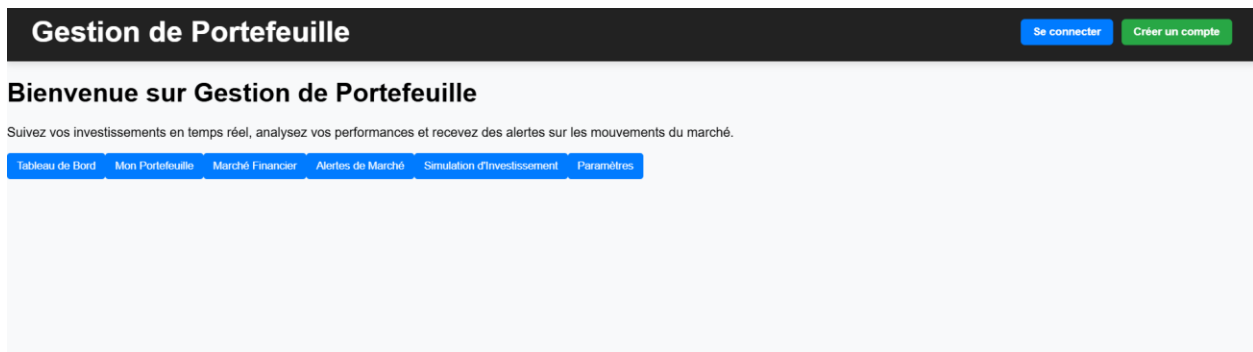 Gestion de Portefeuille
Se connecter
Créer un compte
Bienvenue sur Gestion de Portefeuille
Suivez vos investissements en temps réel, analysez vos performances et recevez des alertes sur les mouvements du marché.
Tableau de Bord
Mon Portefeuille
Marché Financier
Alertes de Marché
Simulation d'Investissement
Paramètres